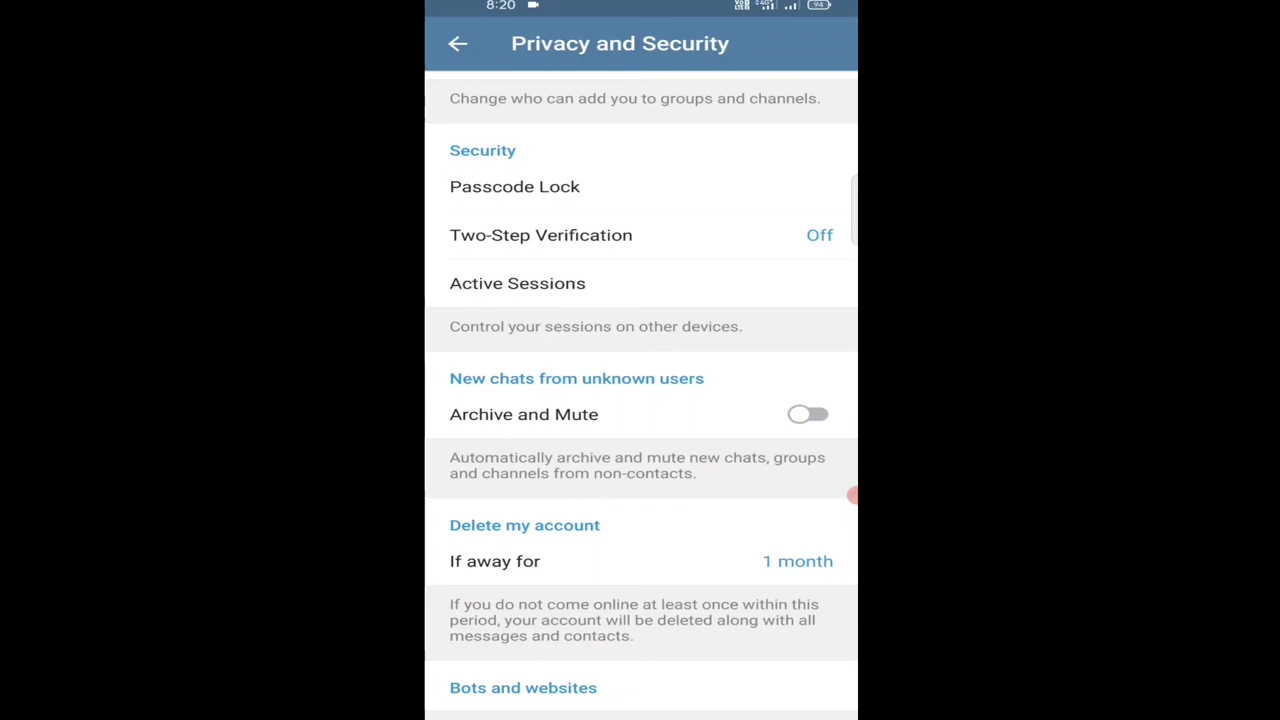 8:20
94
Privacy and Security
Change who can add you to groups and channels.
Security
Passcode Lock
Two-Step Verification Off
Active Sessions
Control your sessions on other devices.
New chats from unknown users
Archive and Mute
Automatically archive and mute new chats, groups
and channels from non-contacts.
Delete my account
If away for 1 month
If you do not come online at least once within this
period, your account will be deleted along with all
messages and contacts.
Bots and websites